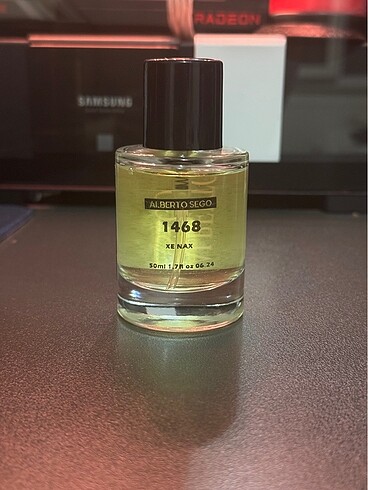 RADEON
SAMSUNG
ALBERTO SEGO
1468
XE NAX
50ml 1.7fl oz 06.24